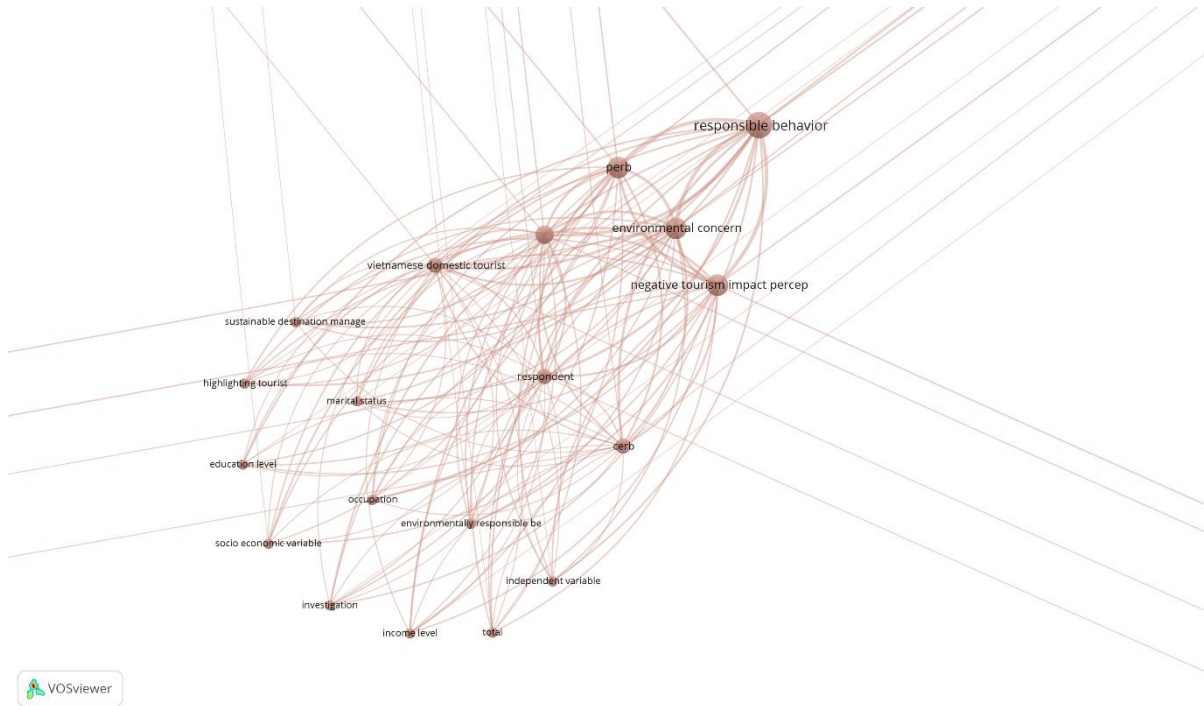 responsible behavior
perb
environmental concern
vietnamese domestic tourist
negative tourism impact percep
sustainable destination manage
respondent
highlighting tourist
marital status
cerb
education level
occupation
environmentally responsible be
socio economic variable
independent variable
investigation
income level
total
VOSviewer